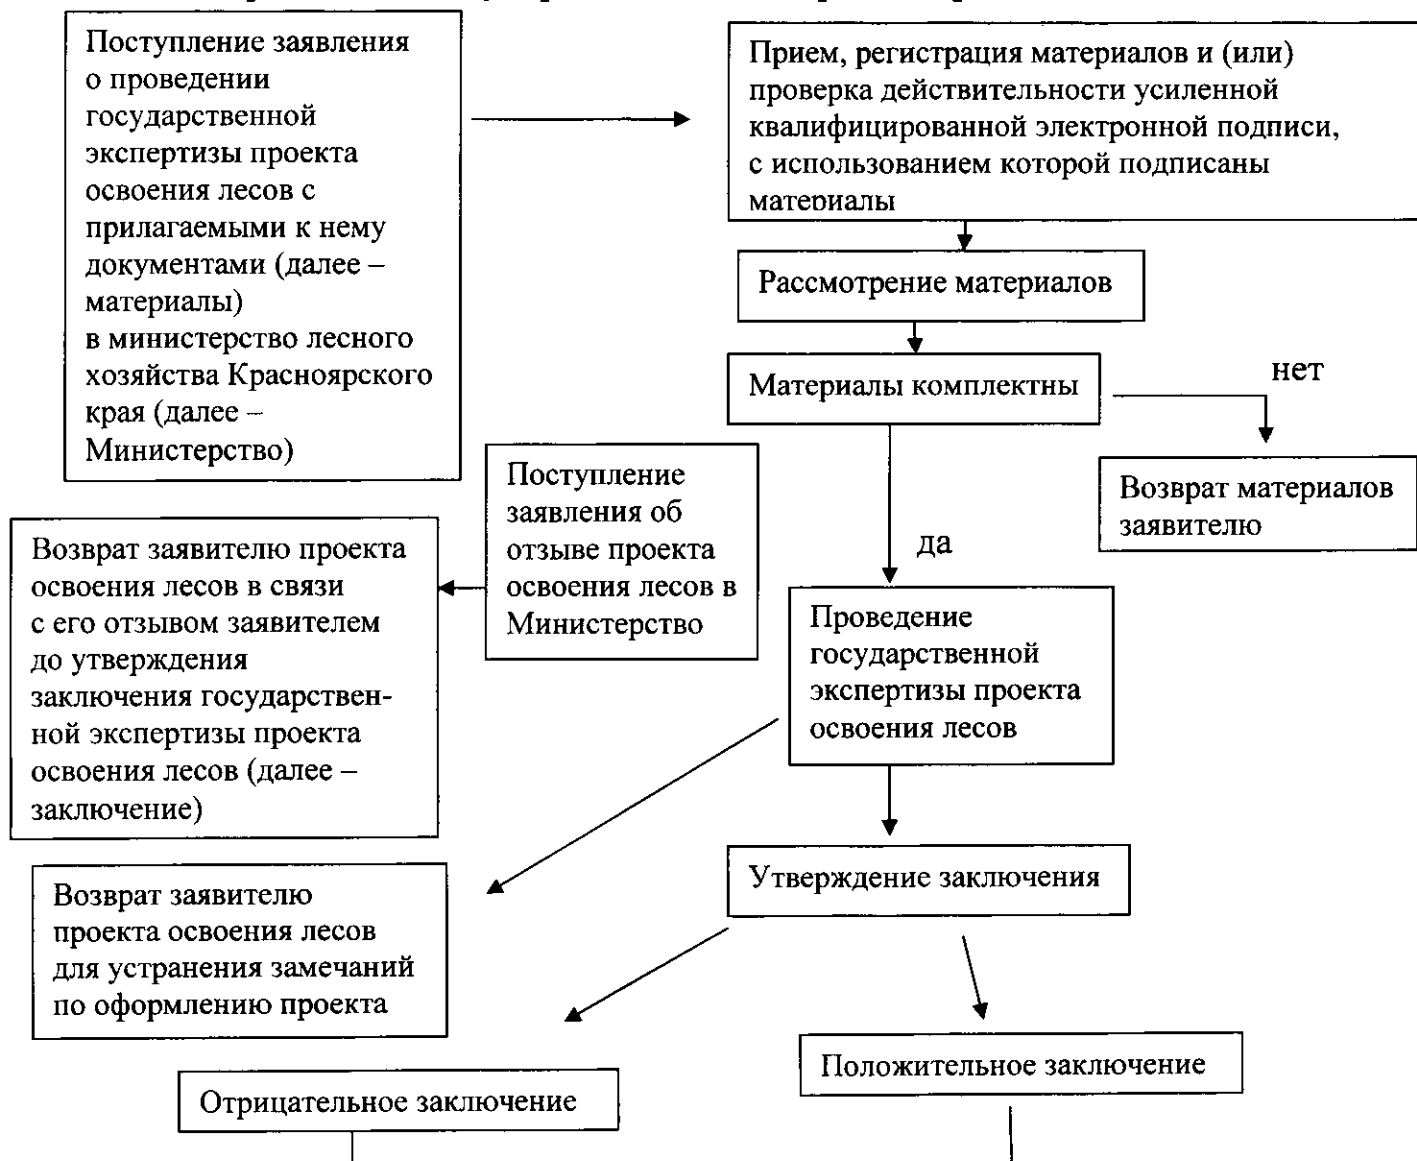 Поступление заявления
о проведении
государственной
экспертизы проекта
освоения лесов с
прилагаемыми к нему
документами (далее –
материалы)
в министерство лесного
хозяйства Красноярского
края (далее –
Министерство)
Прием, регистрация материалов и (или)
проверка действительности усиленной
квалифицированной электронной подписи,
с использованием которой подписаны
материалы
Рассмотрение материалов
Материалы комплектны
нет
Возврат материалов
заявителю
да
Поступление
заявления об
отзыве проекта
освоения лесов в
Министерство
Возврат заявителю проекта
освоения лесов в связи
с его отзывом заявителем
до утверждения
заключения государствен-
ной экспертизы проекта
освоения лесов (далее –
заключение)
Проведение
государственной
экспертизы проекта
освоения лесов
Возврат заявителю
проекта освоения лесов
для устранения замечаний
по оформлению проекта
Утверждение заключения
Отрицательное заключение
Положительное заключение